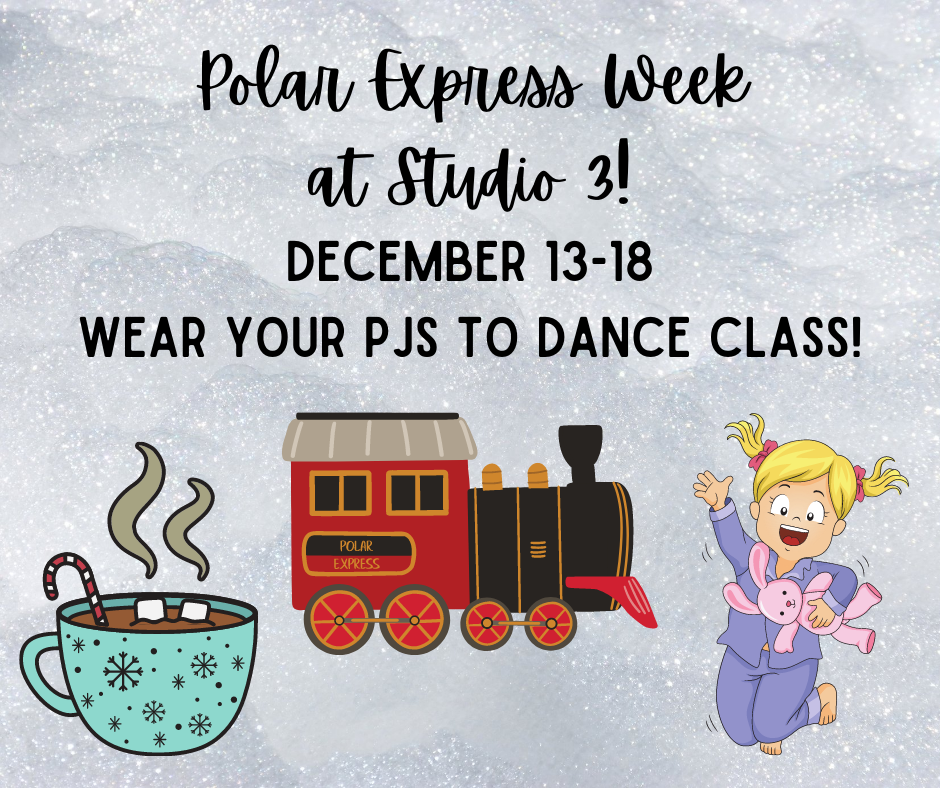 Polar Express Week
at Studio 3!
DECEMBER 13-18
WEAR YOUR PJS TO DANCE CLASS!
POLAR
EXPRESS